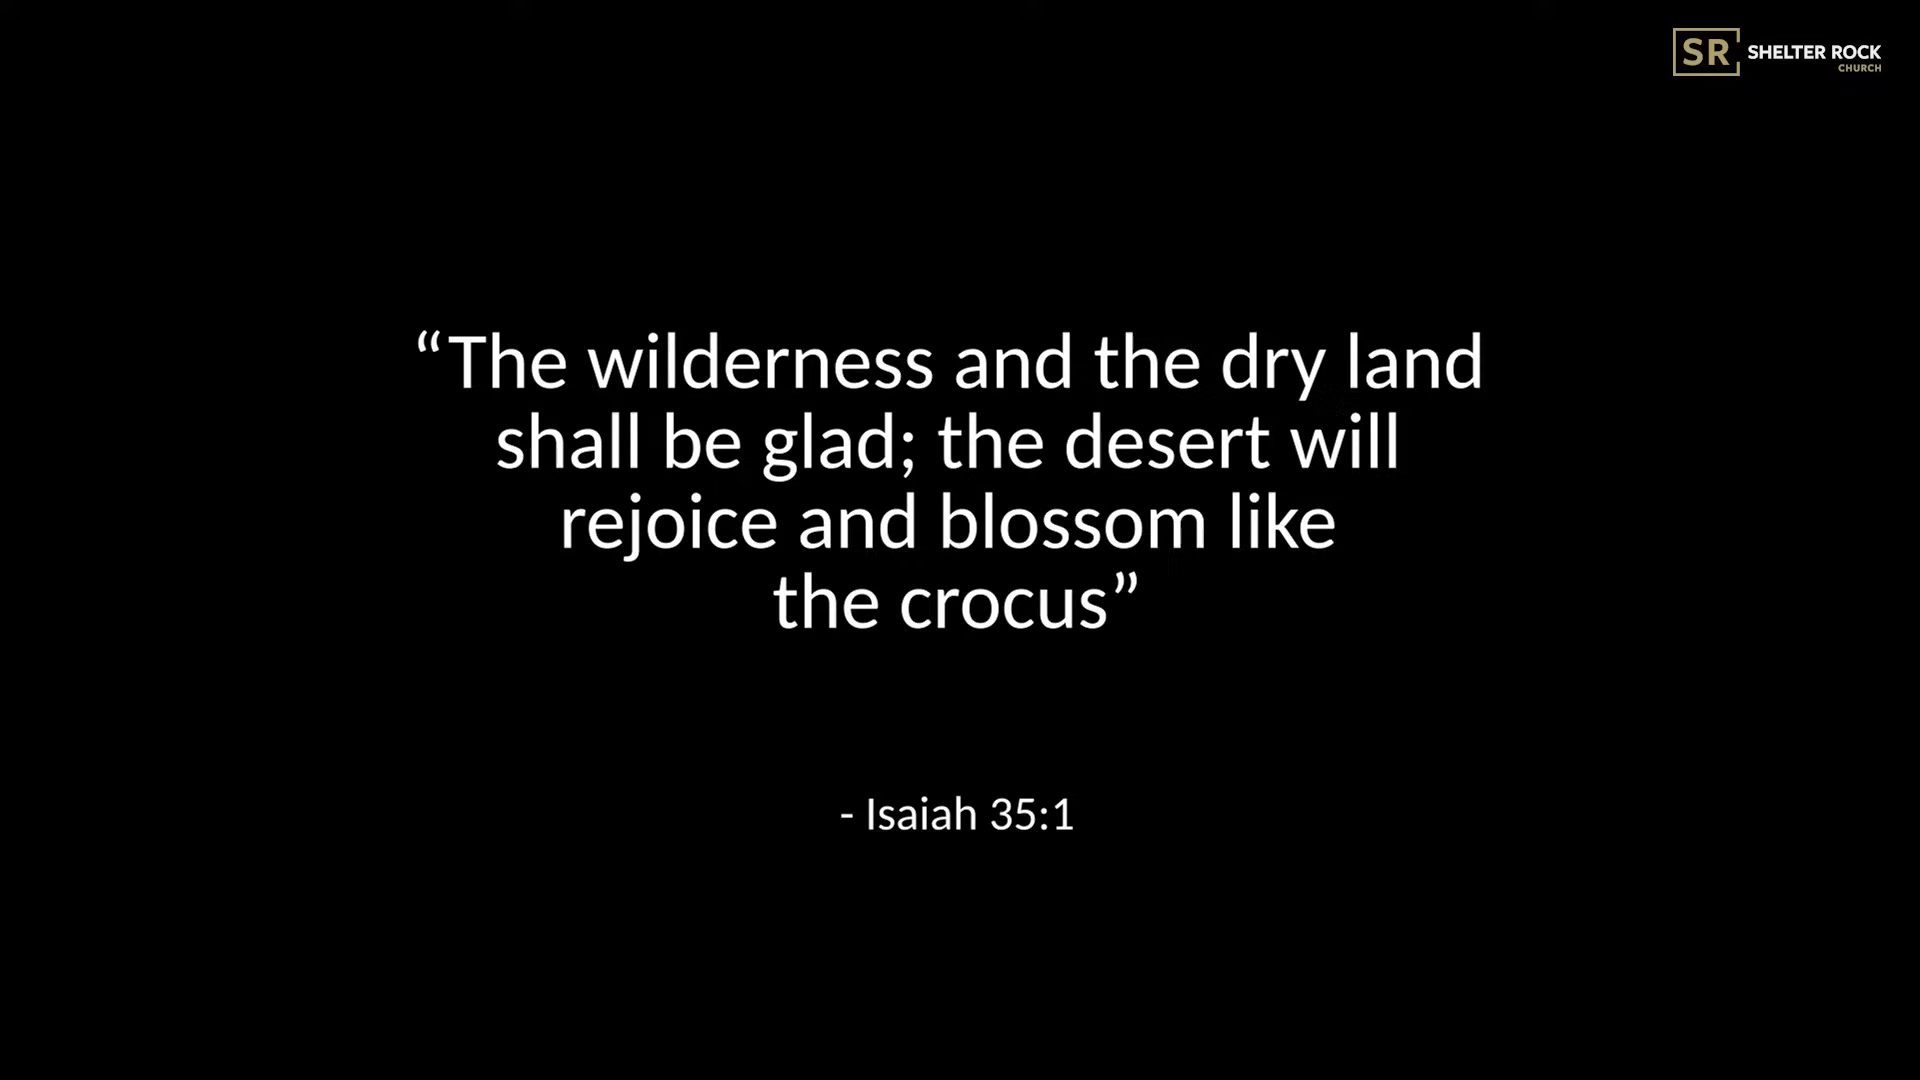 SR SHELTER ROCK
CHURCH
“The wilderness and the dry land
shall be glad; the desert will
rejoice and blossom like
the crocus”
- Isaiah 35:1